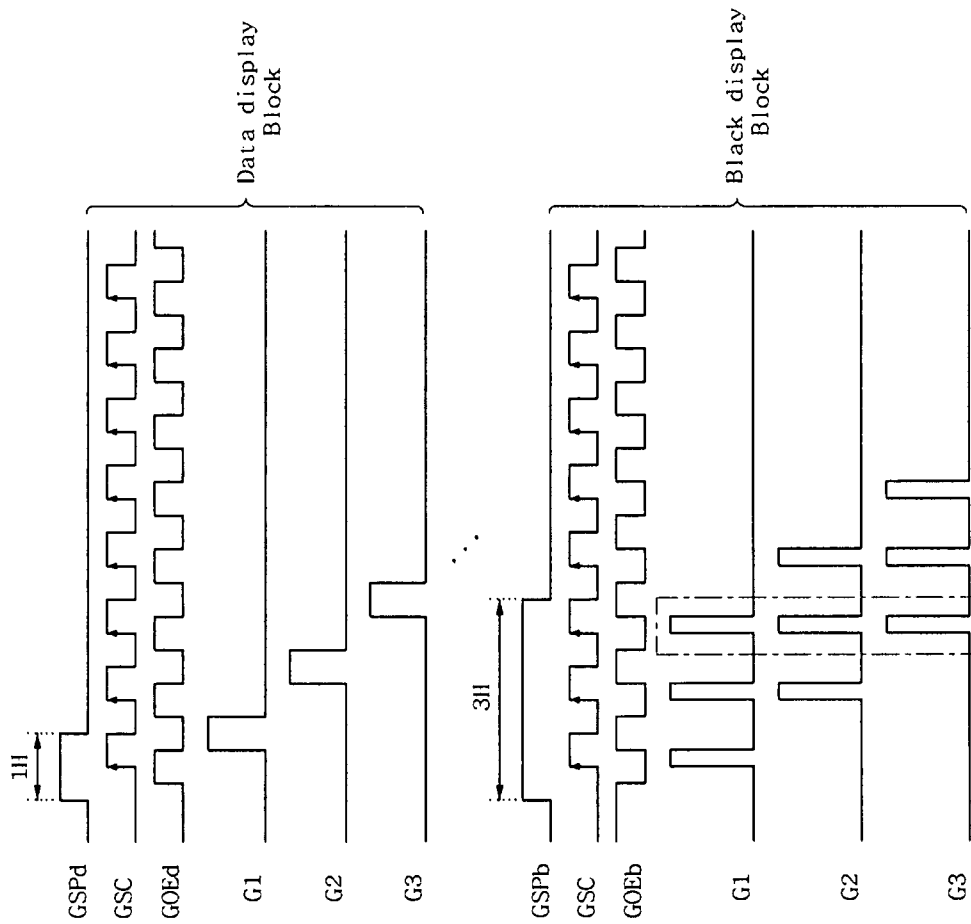 1H
GSPd
GSC
GOEd
G1
G2
G3
Data display
Block
3H
GSPb
GSC
GOEb
G1
G2
G3
Black display
Block